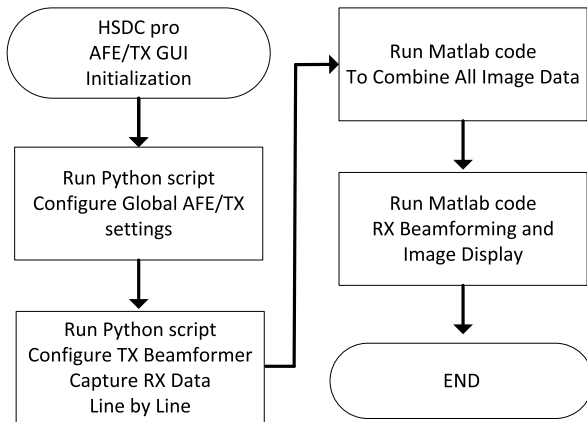 HSDC pro
AFE/TX GUI
Initialization
Run Python script
Configure Global AFE/TX
settings
Run Python script
Configure TX Beamformer
Capture RX Data
Line by Line
Run Matlab code
To Combine All Image Data
Run Matlab code
RX Beamforming and
Image Display
END